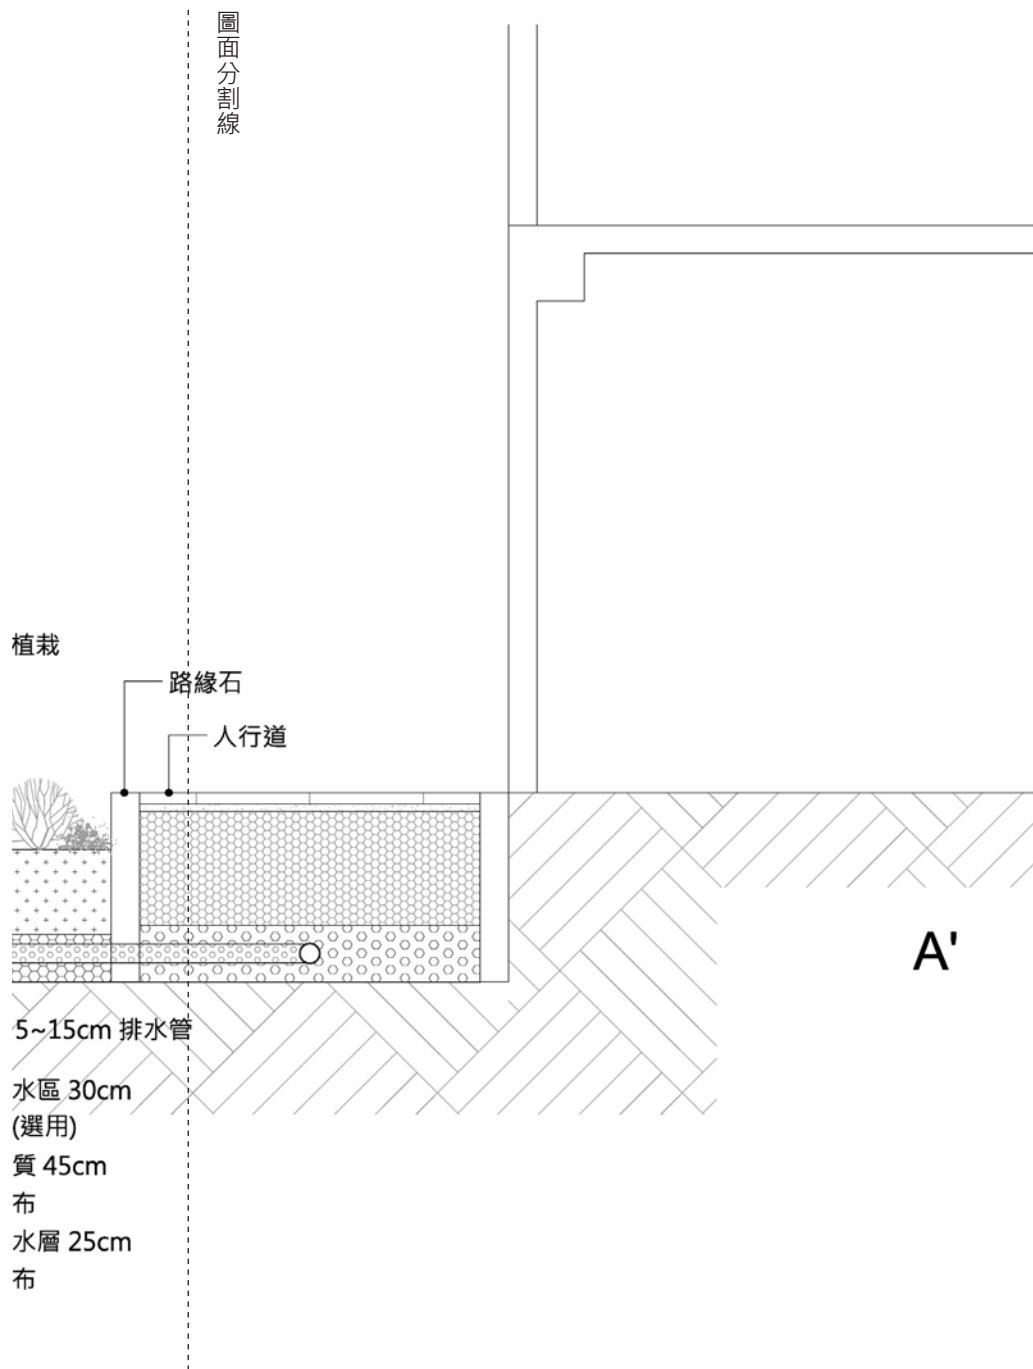 圖面分割線
植栽
路緣石
人行道
A'
5~15cm 排水管
水區 30cm
(選用)
質 45cm
布
水層 25cm
布